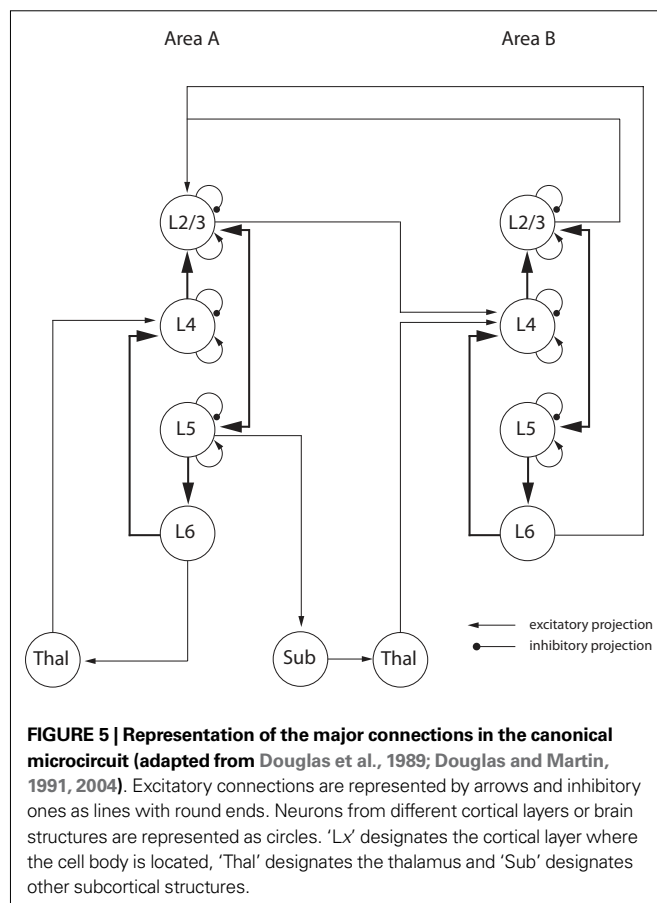 Area A
Area B
L2/3
L2/3
L4
L4
L5
L5
L6
L6
excitatory projection
Thal
Sub
Thal
inhibitory projection
FIGURE 5 | Representation of the major connections in the canonical
microcircuit (adapted from Douglas et al., 1989; Douglas and Martin,
1991, 2004). Excitatory connections are represented by arrows and inhibitory
ones as lines with round ends. Neurons from different cortical layers or brain
structures are represented as circles. ‘Lx’ designates the cortical layer where
the cell body is located, ‘Thal’ designates the thalamus and ‘Sub’ designates
other subcortical structures.